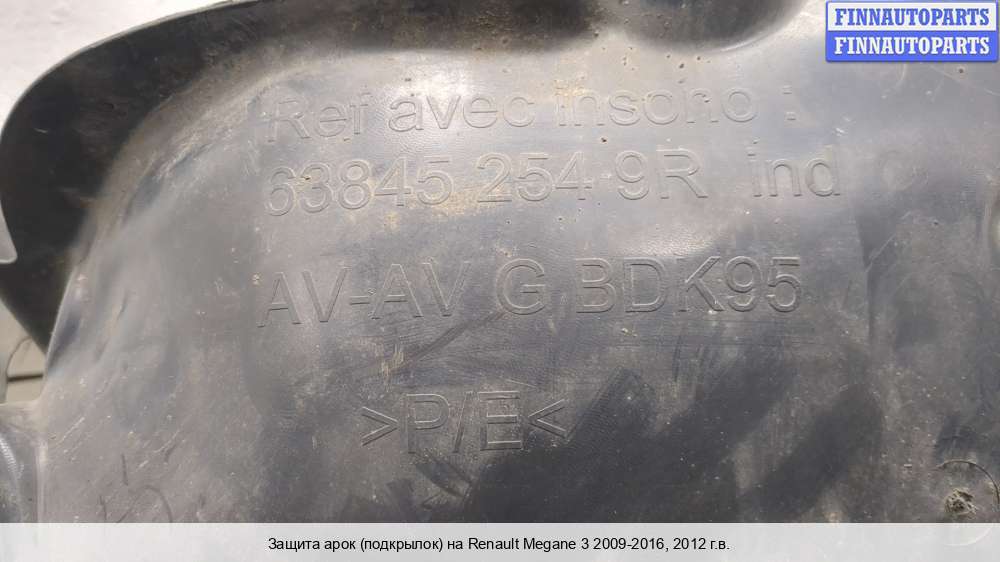 FINNAUTOPARTS
FINNAUTOPARTS
Ref avec insono :
63845 254 9R ind
AV-AV G BDK95
>P/E<
Защита арок (подкрылок) на Renault Megane 3 2009-2016, 2012 г.в.